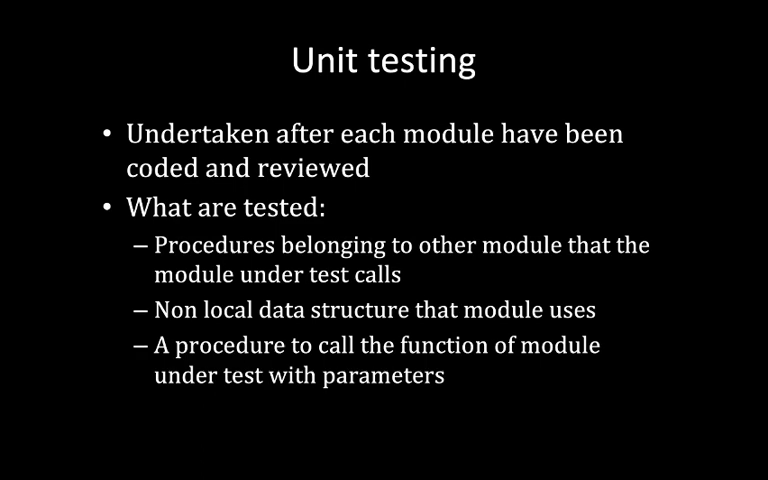 Unit testing
• Undertaken after each module have been
coded and reviewed
• What are tested:
– Procedures belonging to other module that the
module under test calls
– Non local data structure that module uses
– A procedure to call the function of module
under test with parameters